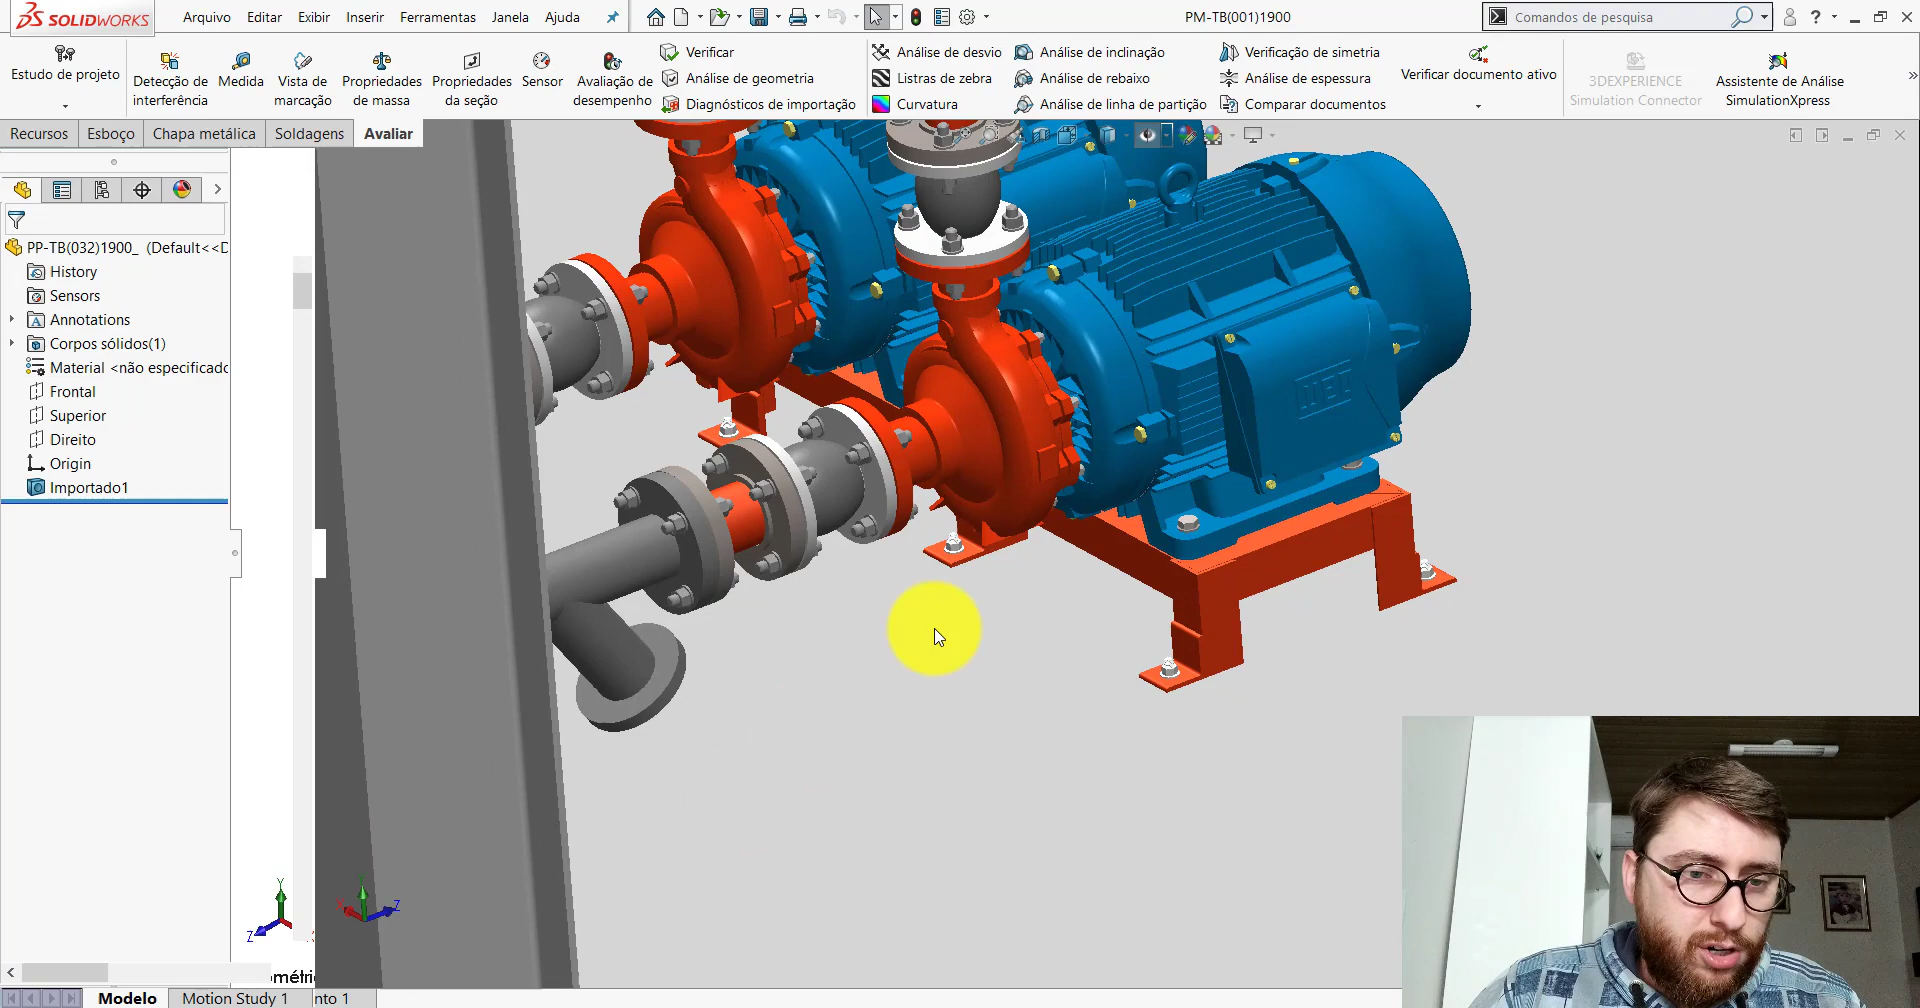 SOLIDWORKS Arquivo Editar Exibir Inserir Ferramentas Janela Ajuda PM-TB(001)1900 Comandos de pesquisa ?
Estudo de projeto
Detecção de interferência
Medida
Vista de marcação
Propriedades de massa
Propriedades da seção
Sensor
Avaliação de desempenho
Verificar
Análise de geometria
Diagnósticos de importação
Análise de desvio
Listras de zebra
Curvatura
Análise de inclinação
Análise de rebaixo
Análise de linha de partição
Verificação de simetria
Análise de espessura
Comparar documentos
Verificar documento ativo
3DEXPERIENCE
Simulation Connector
Assistente de Análise
SimulationXpress
Recursos Esboço Chapa metálica Soldagens Avaliar
PP-TB(032)1900_ (Default<<D
History
Sensors
Annotations
Corpos sólidos(1)
Material <não especificado
Frontal
Superior
Direito
Origin
Importado1
WEG
Y
Z
Z
ométric
Modelo Motion Study 1 nto 1